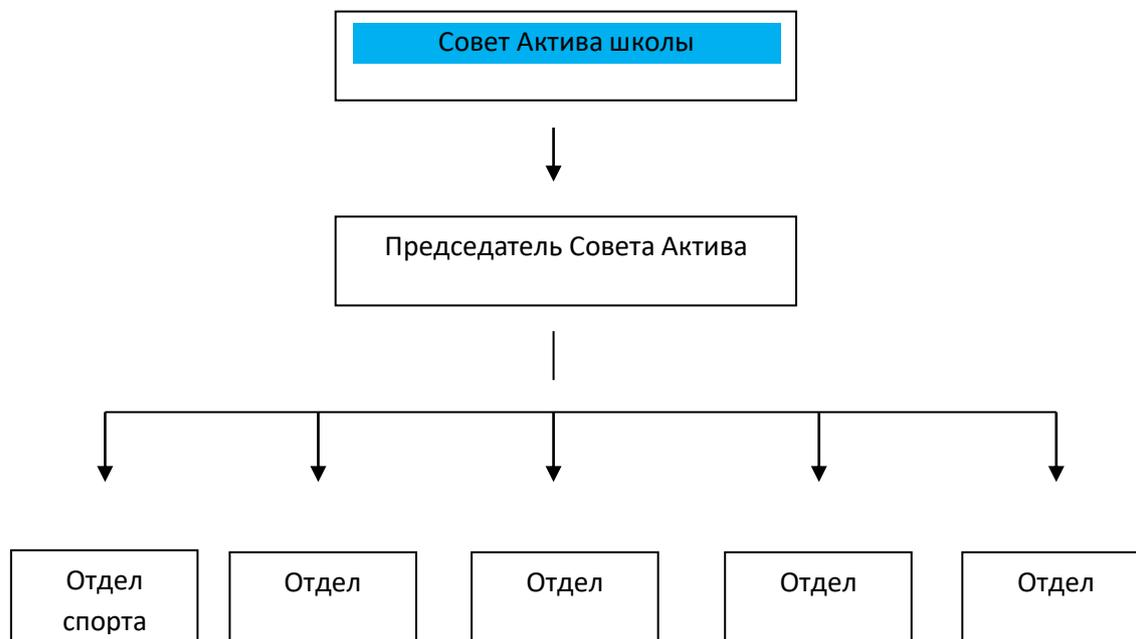 Совет Актива школы
Председатель Совета Актива
Отдел
спорта
Отдел
Отдел
Отдел
Отдел